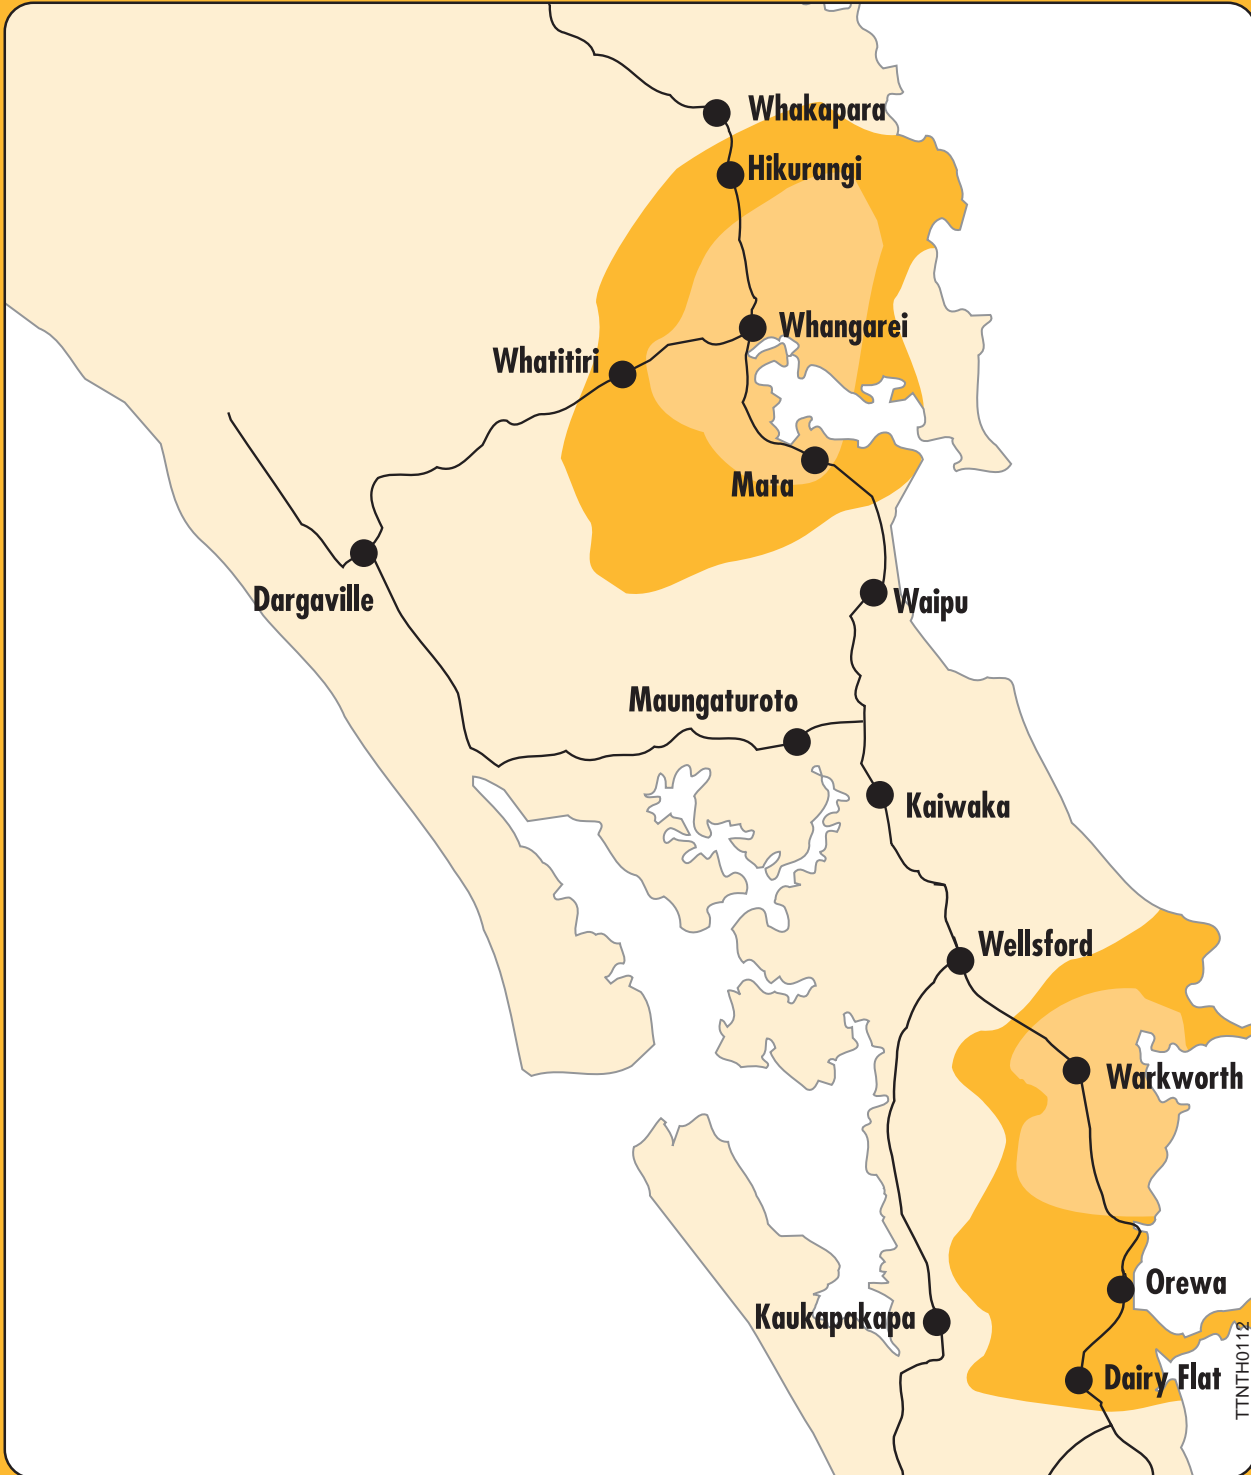 Whakapara
Hikurangi
Whangarei
Whatitiri
Mata
Dargaville
Waipu
Maungaturoto
Kaiwaka
Wellsford
Warkworth
Orewa
Kaukapakapa
Dairy Flat
TTNTH0112